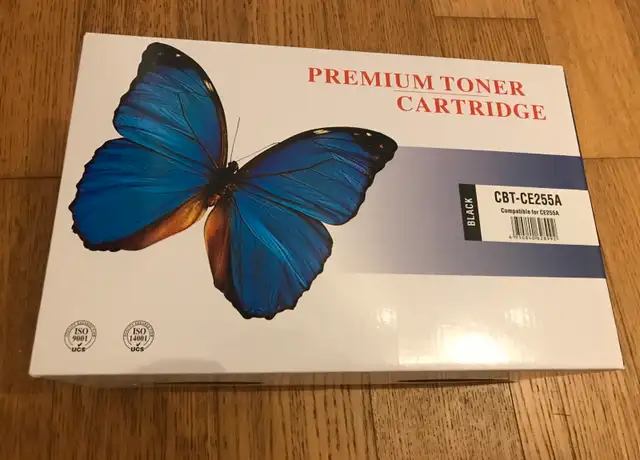 PREMIUM TONER
CARTRIDGE
BLACK
CBT-CE255A
Compatible for CE255A
ISO
9001
UCS
ISO
14001
UCS